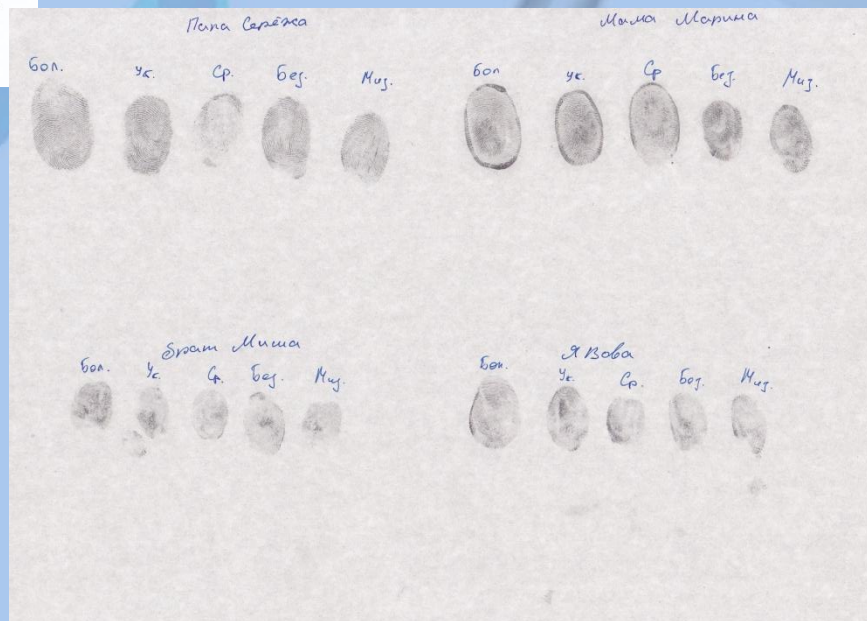 Папа Серёжа
Бол. Ук. Ср. Без. Миз.
Мама Марина
Бол Ук. Ср Без. Миз.
Брат Миша
Бол. Ук. Ср. Без. Миз.
Я Вова
Бол. Ук. Ср. Без. Миз.